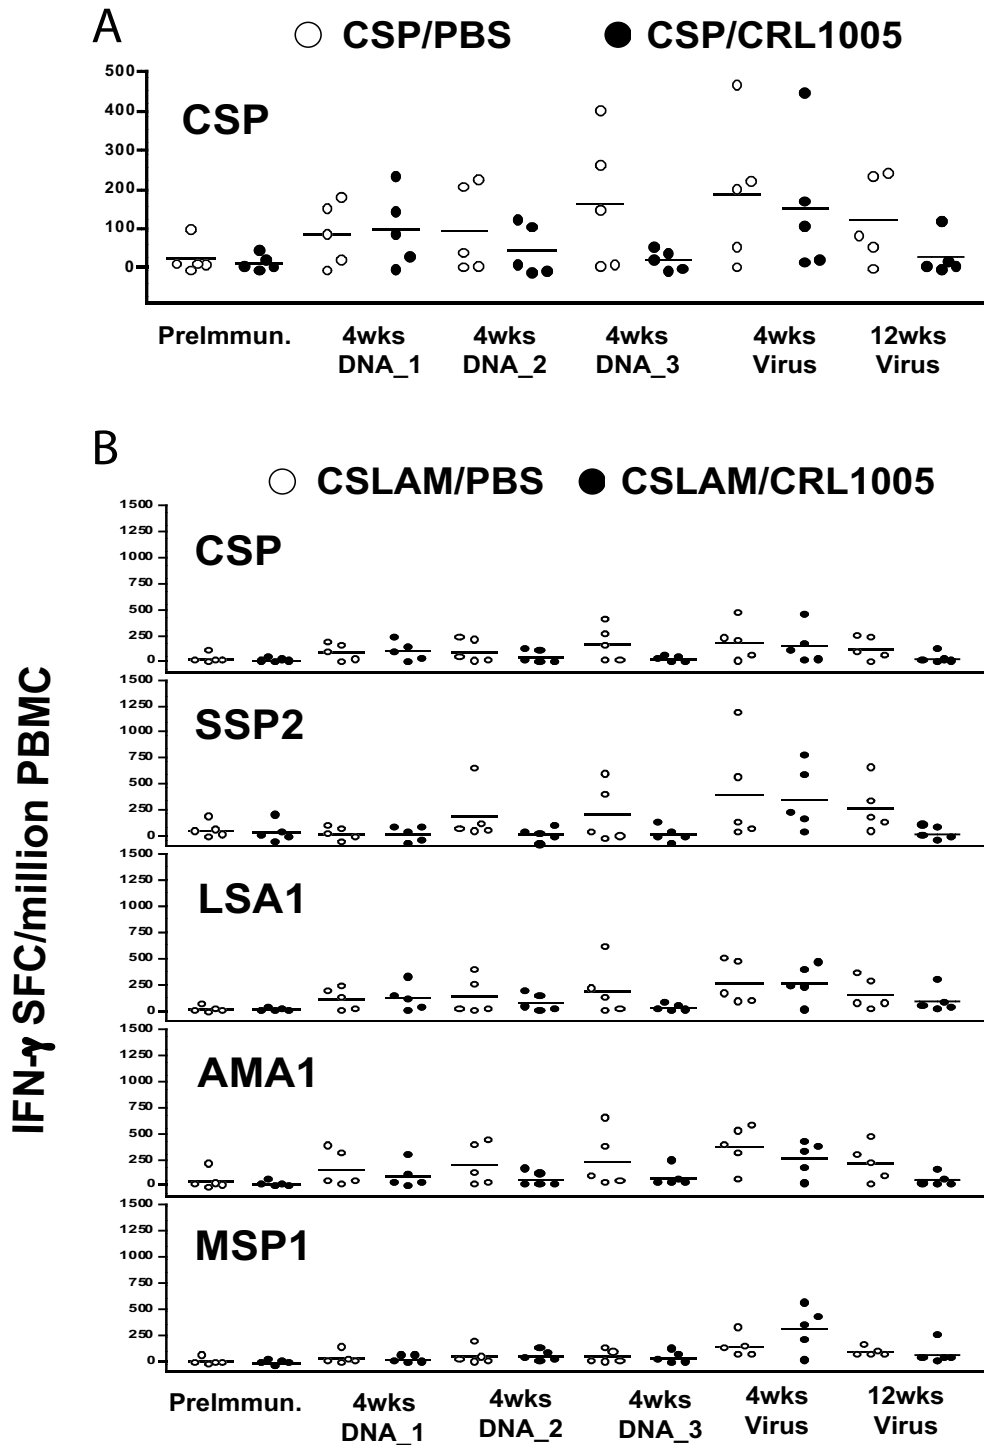 A
CSP/PBS CSP/CRL1005
500
400
300
200
100
0
CSP
PreImmun. 4wks 4wks 4wks 4wks 12wks
DNA_1 DNA_2 DNA_3 Virus Virus
B
CSLAM/PBS CSLAM/CRL1005
IFN-γ SFC/million PBMC
1500
1250
1000
750
500
250
0
CSP
1500
1250
1000
750
500
250
0
SSP2
1500
1250
1000
750
500
250
0
LSA1
1500
1250
1000
750
500
250
0
AMA1
1500
1250
1000
750
500
250
0
MSP1
PreImmun. 4wks 4wks 4wks 4wks 12wks
DNA_1 DNA_2 DNA_3 Virus Virus